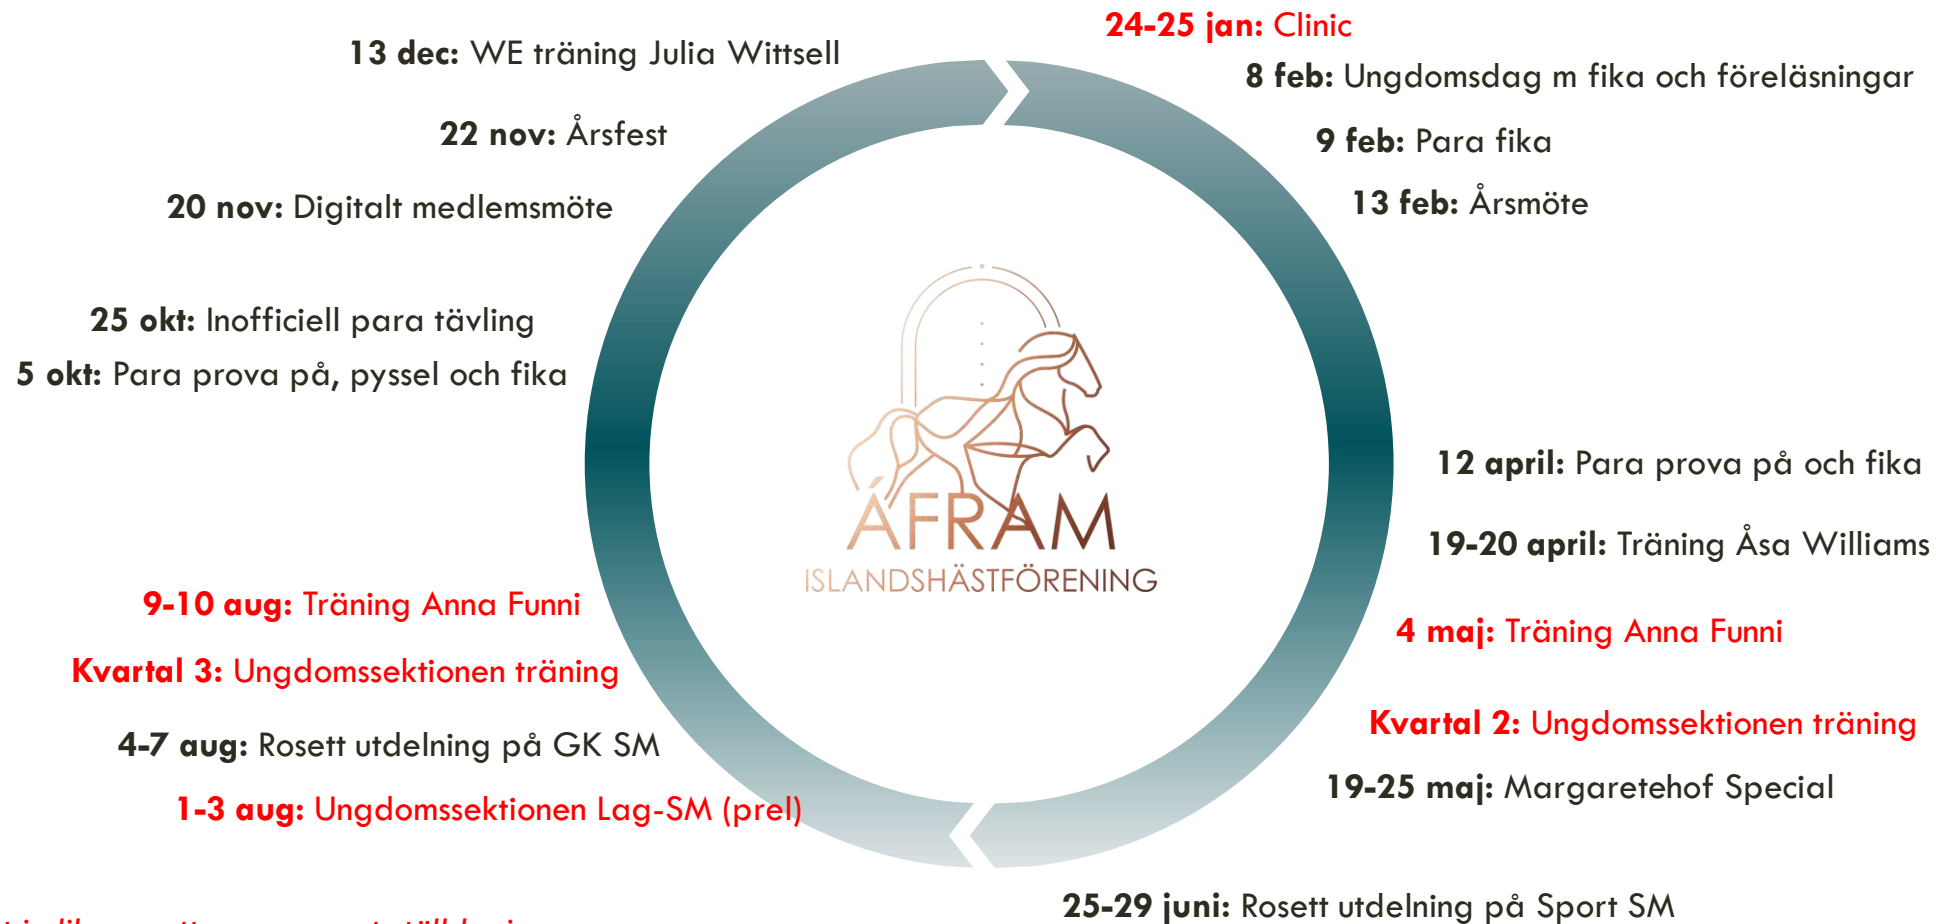 24-25 jan: Clinic
8 feb: Ungdomsdag m fika och föreläsningar
9 feb: Para fika
13 feb: Årsmöte
12 april: Para prova på och fika
19-20 april: Träning Åsa Williams
4 maj: Träning Anna Funni
Kvartal 2: Ungdomssektionen träning
19-25 maj: Margaretehof Special
25-29 juni: Rosett utdelning på Sport SM
1-3 aug: Ungdomssektionen Lag-SM (prel)
4-7 aug: Rosett utdelning på GK SM
Kvartal 3: Ungdomssektionen träning
9-10 aug: Träning Anna Funni
5 okt: Para prova på, pyssel och fika
25 okt: Inofficiell para tävling
20 nov: Digitalt medlemsmöte
22 nov: Årsfest
13 dec: WE träning Julia Wittsell
ÁFRAM
ISLANDSHÄSTFÖRENING